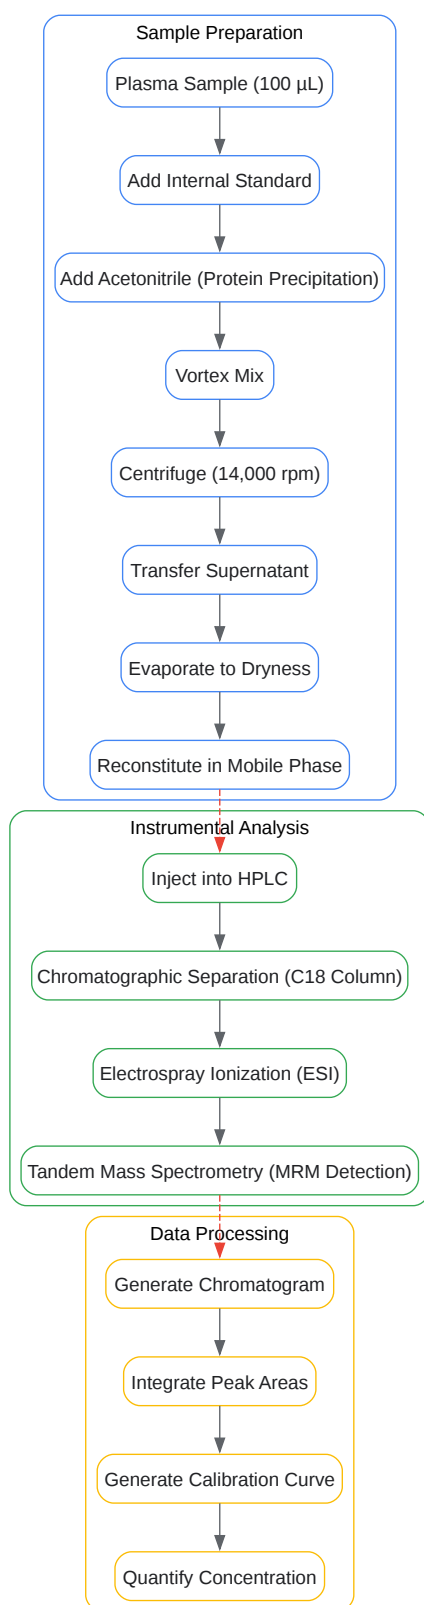 Sample Preparation
Plasma Sample (100 µL)
Add Internal Standard
Add Acetonitrile (Protein Precipitation)
Vortex Mix
Centrifuge (14,000 rpm)
Transfer Supernatant
Evaporate to Dryness
Reconstitute in Mobile Phase
Instrumental Analysis
Inject into HPLC
Chromatographic Separation (C18 Column)
Electrospray Ionization (ESI)
Tandem Mass Spectrometry (MRM Detection)
Data Processing
Generate Chromatogram
Integrate Peak Areas
Generate Calibration Curve
Quantify Concentration